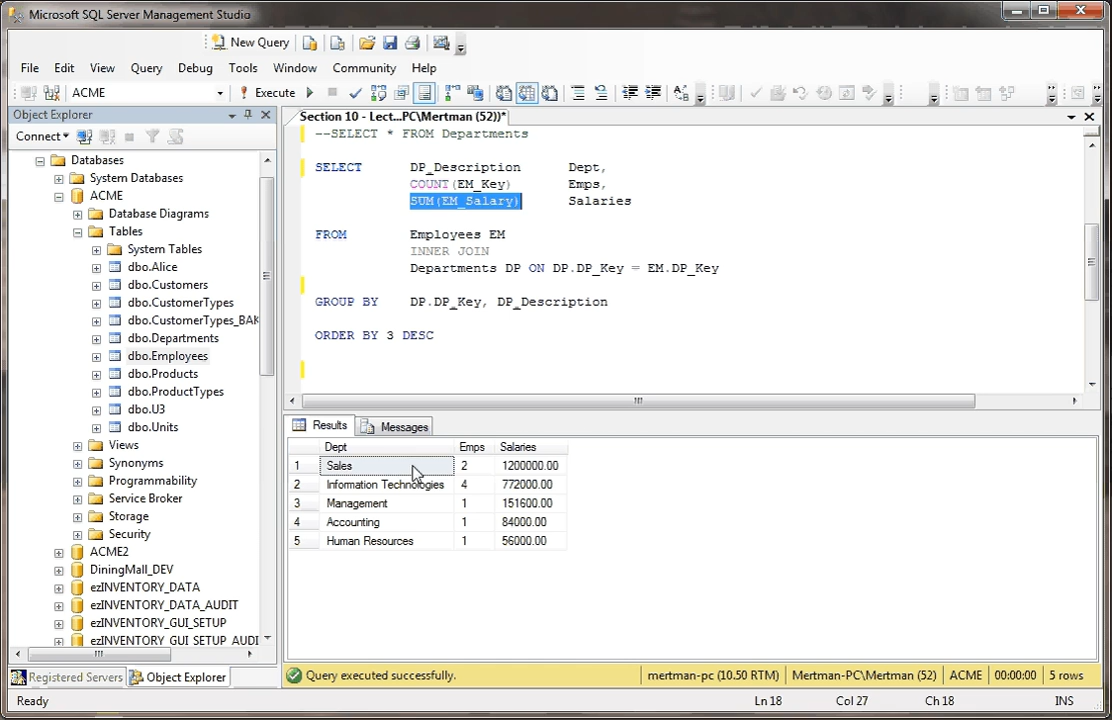 Microsoft SQL Server Management Studio
New Query
File Edit View Query Debug Tools Window Community Help
ACME Execute
Object Explorer
Connect
Databases
System Databases
ACME
Database Diagrams
Tables
System Tables
dbo.Alice
dbo.Customers
dbo.CustomerTypes
dbo.CustomerTypes_BAK
dbo.Departments
dbo.Employees
dbo.Products
dbo.ProductTypes
dbo.U3
dbo.Units
Views
Synonyms
Programmability
Service Broker
Storage
Security
ACME2
DiningMall_DEV
ezINVENTORY_DATA
ezINVENTORY_DATA_AUDIT
ezINVENTORY_GUI_SETUP
ezINVENTORY_GUI_SETUP_AUDI
Registered Servers Object Explorer
Section 10 - Lect...PC\Mertman (52))*
--SELECT * FROM Departments
SELECT DP_Description Dept,
COUNT(EM_Key) Emps,
SUM(EM_Salary) Salaries
FROM Employees EM
INNER JOIN
Departments DP ON DP.DP_Key = EM.DP_Key
GROUP BY DP.DP_Key, DP_Description
ORDER BY 3 DESC
Results Messages
Dept Emps Salaries
1 Sales 2 1200000.00
2 Information Technologies 4 772000.00
3 Management 1 151600.00
4 Accounting 1 84000.00
5 Human Resources 1 56000.00
Query executed successfully. mertman-pc (10.50 RTM) Mertman-PC\Mertman (52) ACME 00:00:00 5 rows
Ready Ln 18 Col 27 Ch 18 INS